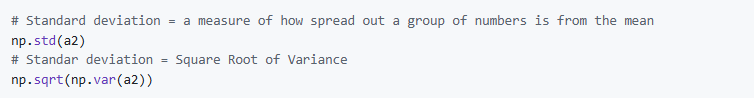 # Standard deviation = a measure of how spread out a group of numbers is from the mean
np.std(a2)
# Standar deviation = Square Root of Variance
np.sqrt(np.var(a2))